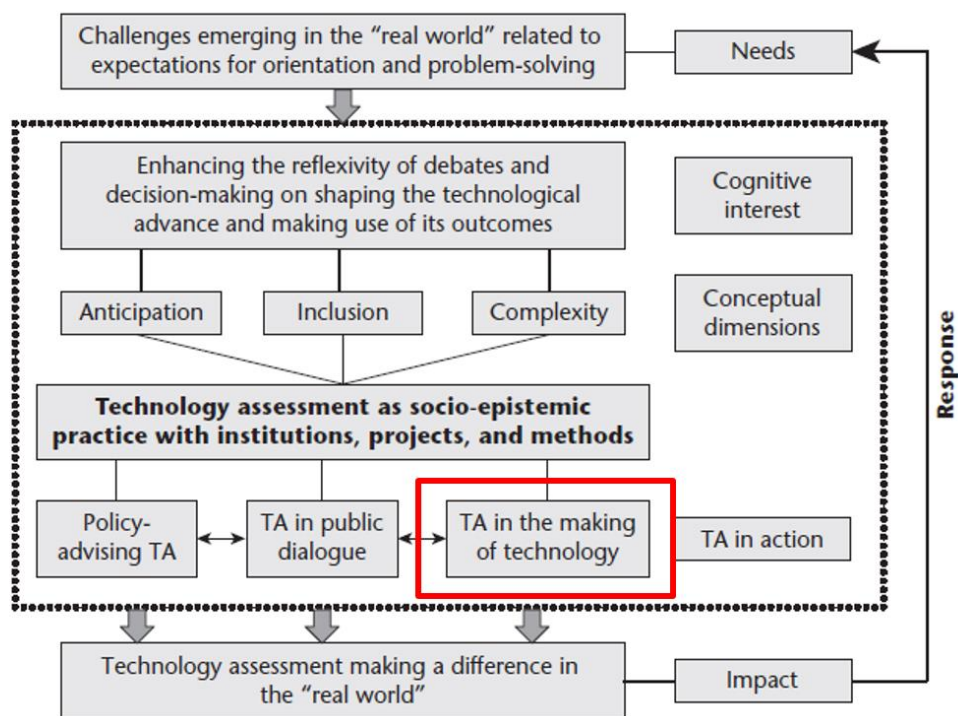 Challenges emerging in the “real world” related to
expectations for orientation and problem-solving
Needs
Enhancing the reflexivity of debates and
decision-making on shaping the technological
advance and making use of its outcomes
Cognitive
interest
Anticipation
Inclusion
Complexity
Conceptual
dimensions
Response
Technology assessment as socio-epistemic
practice with institutions, projects, and methods
Policy-
advising TA
TA in public
dialogue
TA in the making
of technology
TA in action
Technology assessment making a difference in
the “real world”
Impact